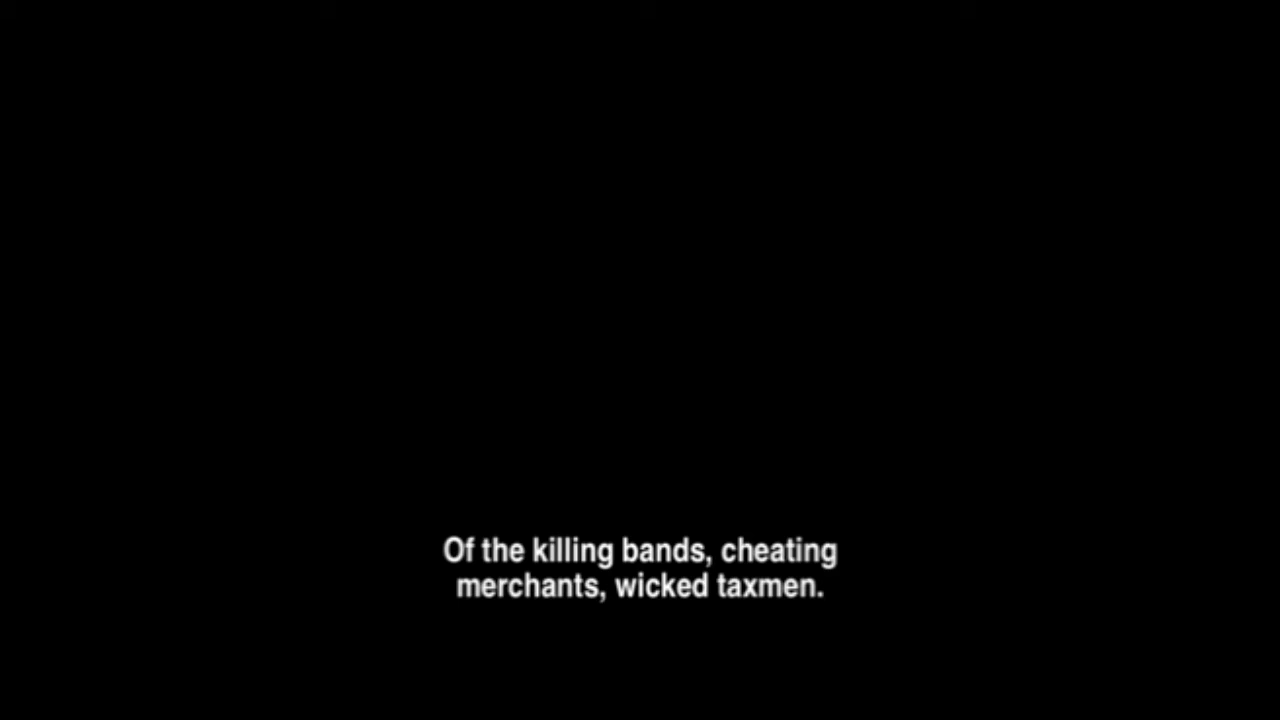 Of the killing bands, cheating
merchants, wicked taxmen.